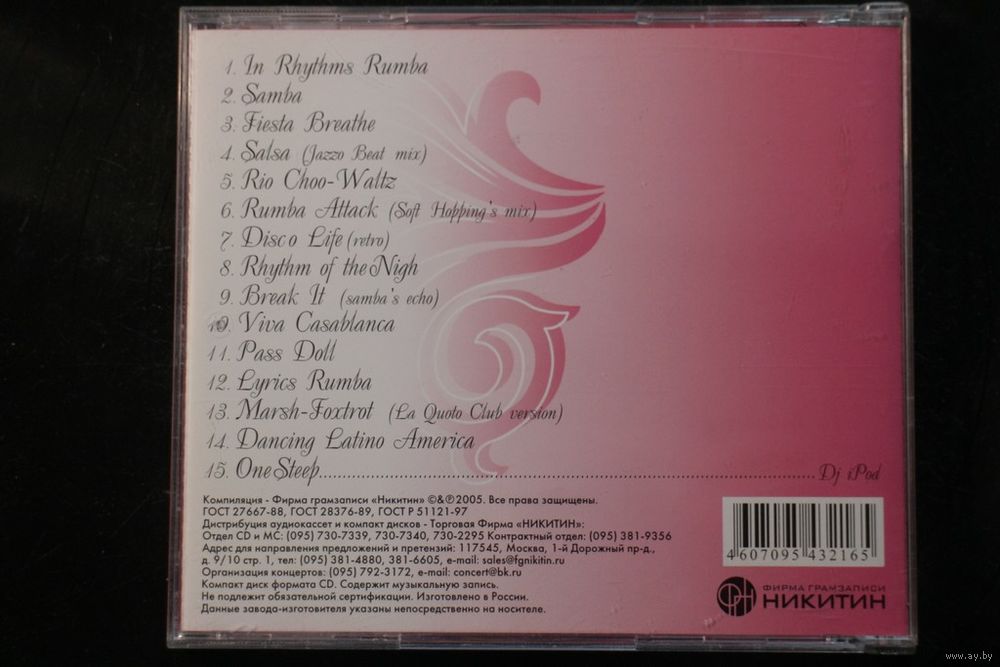 1. In Rhythms Rumba
2. Samba
3. Fiesta Breathe
4. Salsa (Jazzo Beat mix)
5. Rio Choo-Waltz
6. Rumba Attack (Soft Hopping's mix)
7. Disco Life (retro)
8. Rhythm of the Nigh
9. Break It (samba's echo)
10. Viva Casablanca
11. Pass Doll
12. Lyrics Rumba
13. Marsh-Foxtrot (La Quoto Club version)
14. Dancing Latino America
15. One Steep........................................................ Dj iPod
Компиляция - Фирма грамзаписи «Никитин» ©&℗2005. Все права защищены.
ГОСТ 27667-88, ГОСТ 28376-89, ГОСТ Р 51121-97
Дистрибуция аудиокассет и компакт дисков - Торговая Фирма «НИКИТИН»:
Отдел CD и МС: (095) 730-7339, 730-7340, 730-2295 Контрактный отдел: (095) 381-9356
Адрес для направления предложений и претензий: 117545, Москва, 1-й Дорожный пр-д.,
д. 9/10 стр. 1, тел: (095) 381-4880, 381-6605, e-mail: sales@fgnikitin.ru
Организация концертов: (095) 792-3172, e-mail: concert@bk.ru
Компакт диск формата CD. Содержит музыкальную запись.
Не подлежит обязательной сертификации. Изготовлено в России.
Данные завода-изготовителя указаны непосредственно на носителе.
4 607095 432165
ФИРМА ГРАМЗАПИСИ
НИКИТИН
www.ay.by